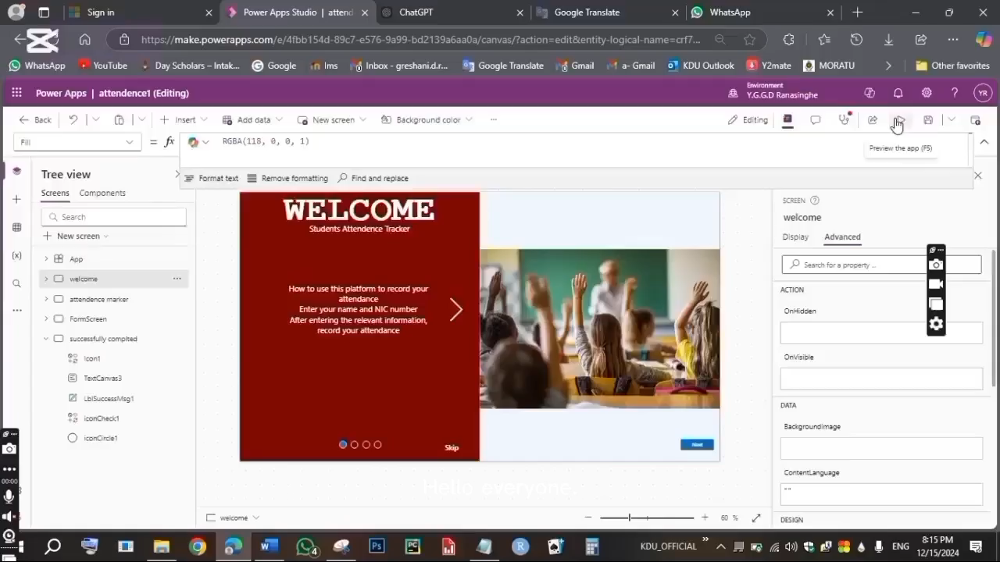 Sign in
Power Apps Studio | attend
ChatGPT
Google Translate
WhatsApp
https://make.powerapps.com/e/4fbb154d-89c7-e576-9a99-bd2139a6aa0a/canvas/?action=edit&entity-logical-name=crf7...
WhatsApp
YouTube
Day Scholars – Intak...
Google
lms
Inbox - greshani.d.r...
Google Translate
Gmail
a- Gmail
KDU Outlook
Y2mate
MORATU
Other favorites
Power Apps | attendence1 (Editing)
Environment
Y.G.G.D Ranasinghe
YR
Back
Insert
Add data
New screen
Background color
...
Editing
Fill
= fx
RGBA(118, 0, 0, 1)
Preview the app (F5)
Format text
Remove formatting
Find and replace
Tree view
Screens
Components
Search
New screen
App
welcome
attendence marker
FormScreen
successfully complted
Icon1
TextCanvas3
LblSuccessMsg1
iconCheck1
iconCircle1
WELCOME
Students Attendence Tracker
How to use this platform to record your
attendance
Enter your name and NIC number
After entering the relevant information,
record your attendance
Skip
Next
Hello everyone
welcome
60 %
SCREEN
welcome
Display
Advanced
Search for a property ...
ACTION
OnHidden
OnVisible
DATA
BackgroundImage
ContentLanguage
""
DESIGN
00:00
4
KDU_OFFICIAL
ENG
6:15 PM
12/15/2024